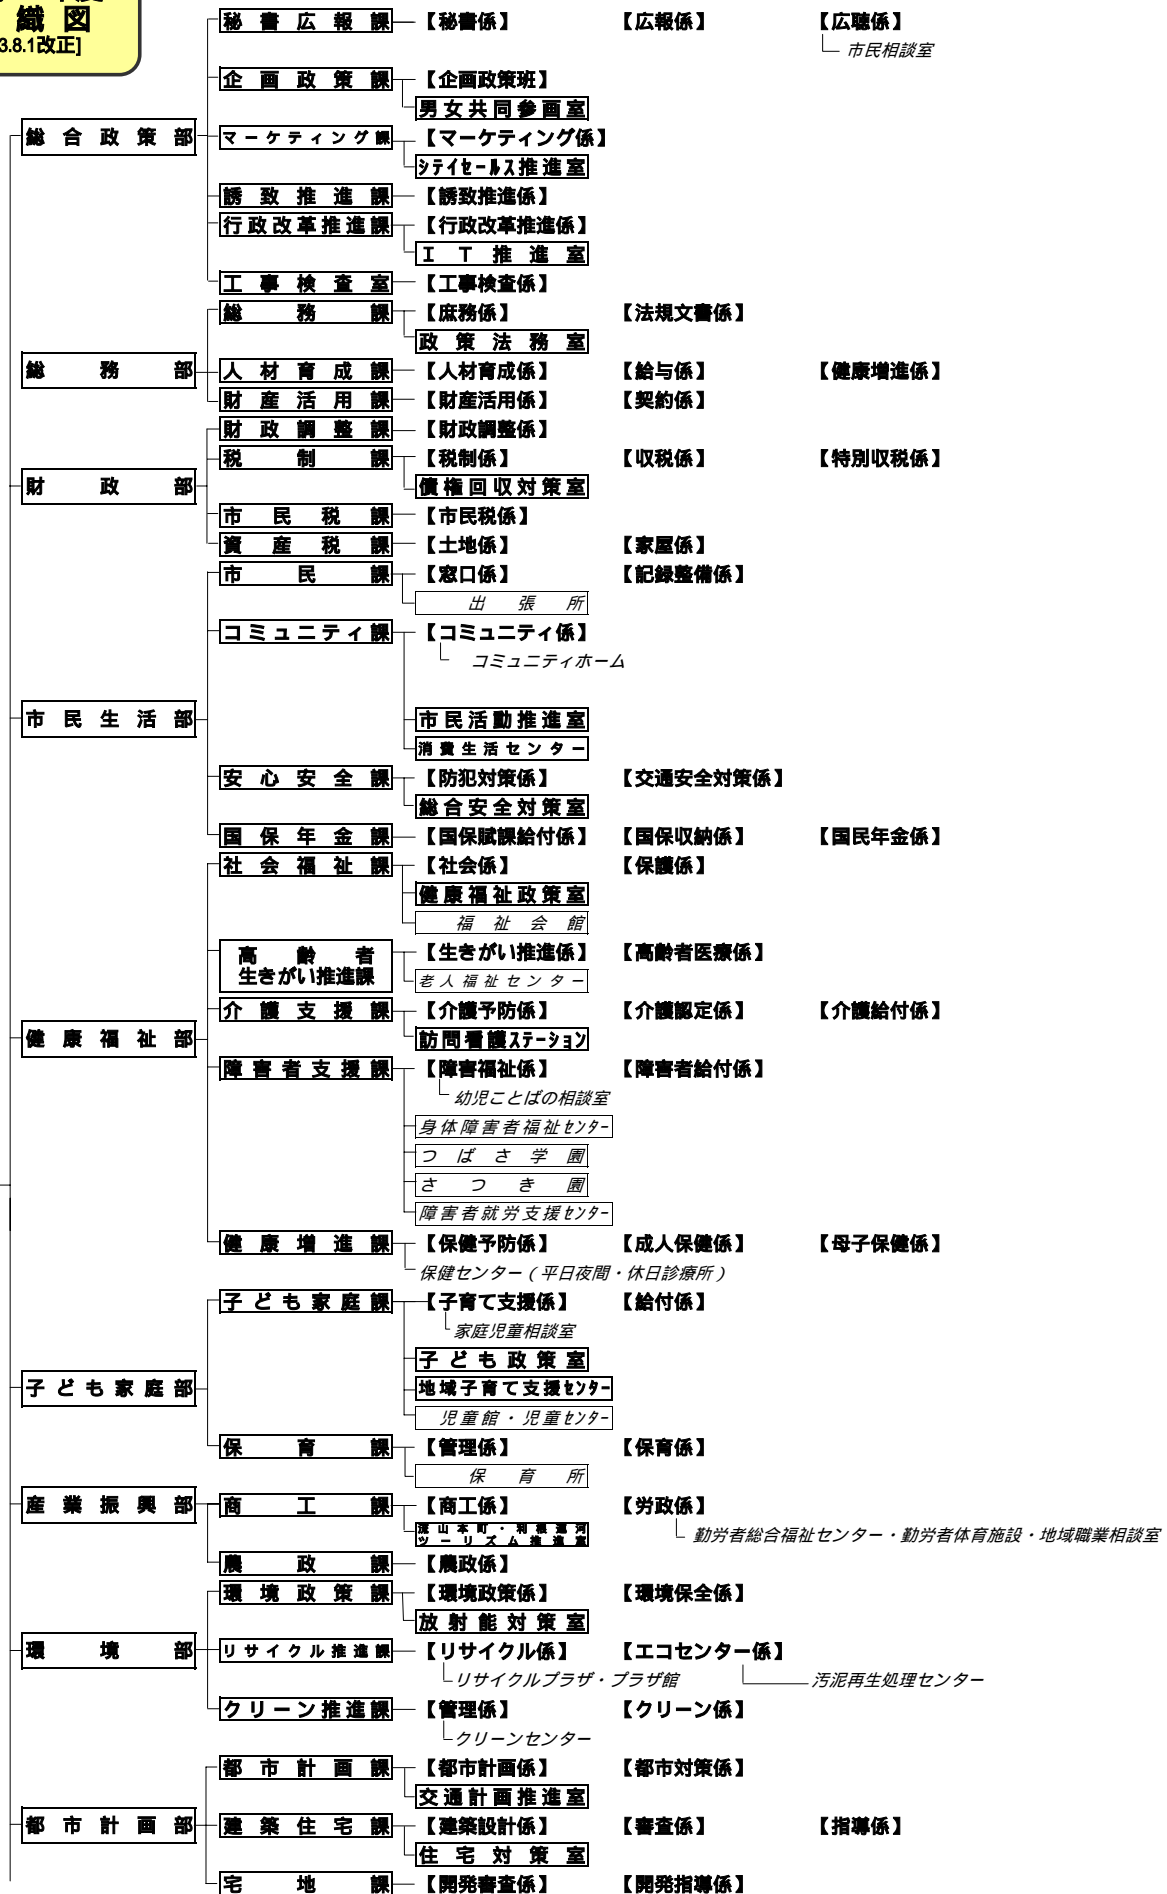 織 図
3.8.1改正]
秘書広報課 【秘書係】 【広報係】 【広聴係】
市民相談室
企画政策課 【企画政策班】
男女共同参画室
総合政策部 マーケティング課 【マーケティング係】
シティセールス推進室
誘致推進課 【誘致推進係】
行政改革推進課 【行政改革推進係】
IT推進室
工事検査室 【工事検査係】
総務課 【庶務係】 【法規文書係】
政策法務室
総務部 人材育成課 【人材育成係】 【給与係】 【健康増進係】
財産活用課 【財産活用係】 【契約係】
財政調整課 【財政調整係】
税制課 【税制係】 【収税係】 【特別収税係】
財政部 債権回収対策室
市民税課 【市民税係】
資産税課 【土地係】 【家屋係】
市民課 【窓口係】 【記録整備係】
出張所
コミュニティ課 【コミュニティ係】
コミュニティホーム
市民生活部 市民活動推進室
消費生活センター
安心安全課 【防犯対策係】 【交通安全対策係】
総合安全対策室
国保年金課 【国保賦課給付係】 【国保収納係】 【国民年金係】
社会福祉課 【社会係】 【保護係】
健康福祉政策室
福祉会館
高齢者 【生きがい推進係】 【高齢者医療係】
生きがい推進課 老人福祉センター
介護支援課 【介護予防係】 【介護認定係】 【介護給付係】
健康福祉部 訪問看護ステーション
障害者支援課 【障害福祉係】 【障害者給付係】
幼児ことばの相談室
身体障害者福祉センター
つばさ学園
さつき園
障害者就労支援センター
健康増進課 【保健予防係】 【成人保健係】 【母子保健係】
保健センター(平日夜間・休日診療所)
子ども家庭課 【子育て支援係】 【給付係】
家庭児童相談室
子ども政策室
子ども家庭部 地域子育て支援センター
児童館・児童センター
保育課 【管理係】 【保育係】
保育所
産業振興部 商工課 【商工係】 【労政係】
流山本町・利根運河 勤労者総合福祉センター・勤労者体育施設・地域職業相談室
ツーリズム推進室
農政課 【農政係】
環境政策課 【環境政策係】 【環境保全係】
放射能対策室
環境部 リサイクル推進課 【リサイクル係】 【エコセンター係】
リサイクルプラザ・プラザ館 汚泥再生処理センター
クリーン推進課 【管理係】 【クリーン係】
クリーンセンター
都市計画課 【都市計画係】 【都市対策係】
交通計画推進室
都市計画部 建築住宅課 【建築設計係】 【審査係】 【指導係】
住宅対策室
宅地課 【開発審査係】 【開発指導係】